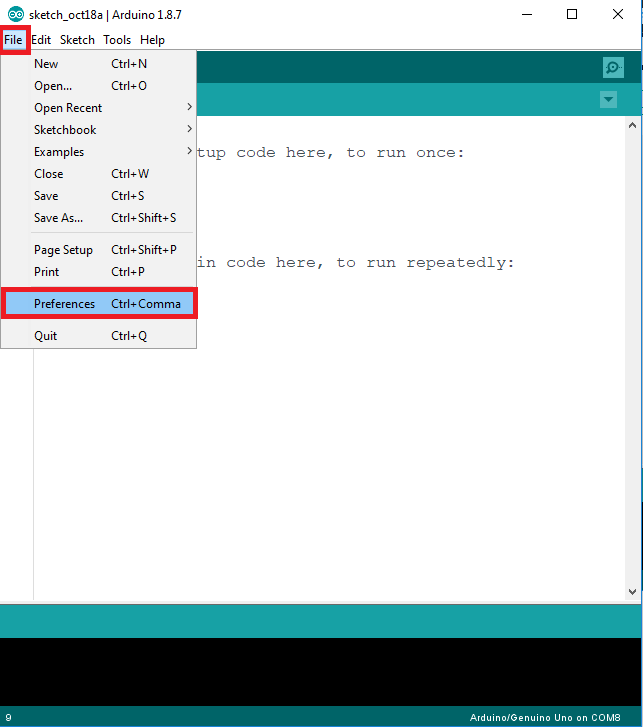 sketch_oct18a | Arduino 1.8.7
File Edit Sketch Tools Help
New Ctrl+N
Open... Ctrl+O
Open Recent
Sketchbook
Examples
Close Ctrl+W
Save Ctrl+S
Save As... Ctrl+Shift+S
Page Setup Ctrl+Shift+P
Print Ctrl+P
Preferences Ctrl+Comma
Quit Ctrl+Q
tup code here, to run once:
in code here, to run repeatedly:
9 Arduino/Genuino Uno on COM8